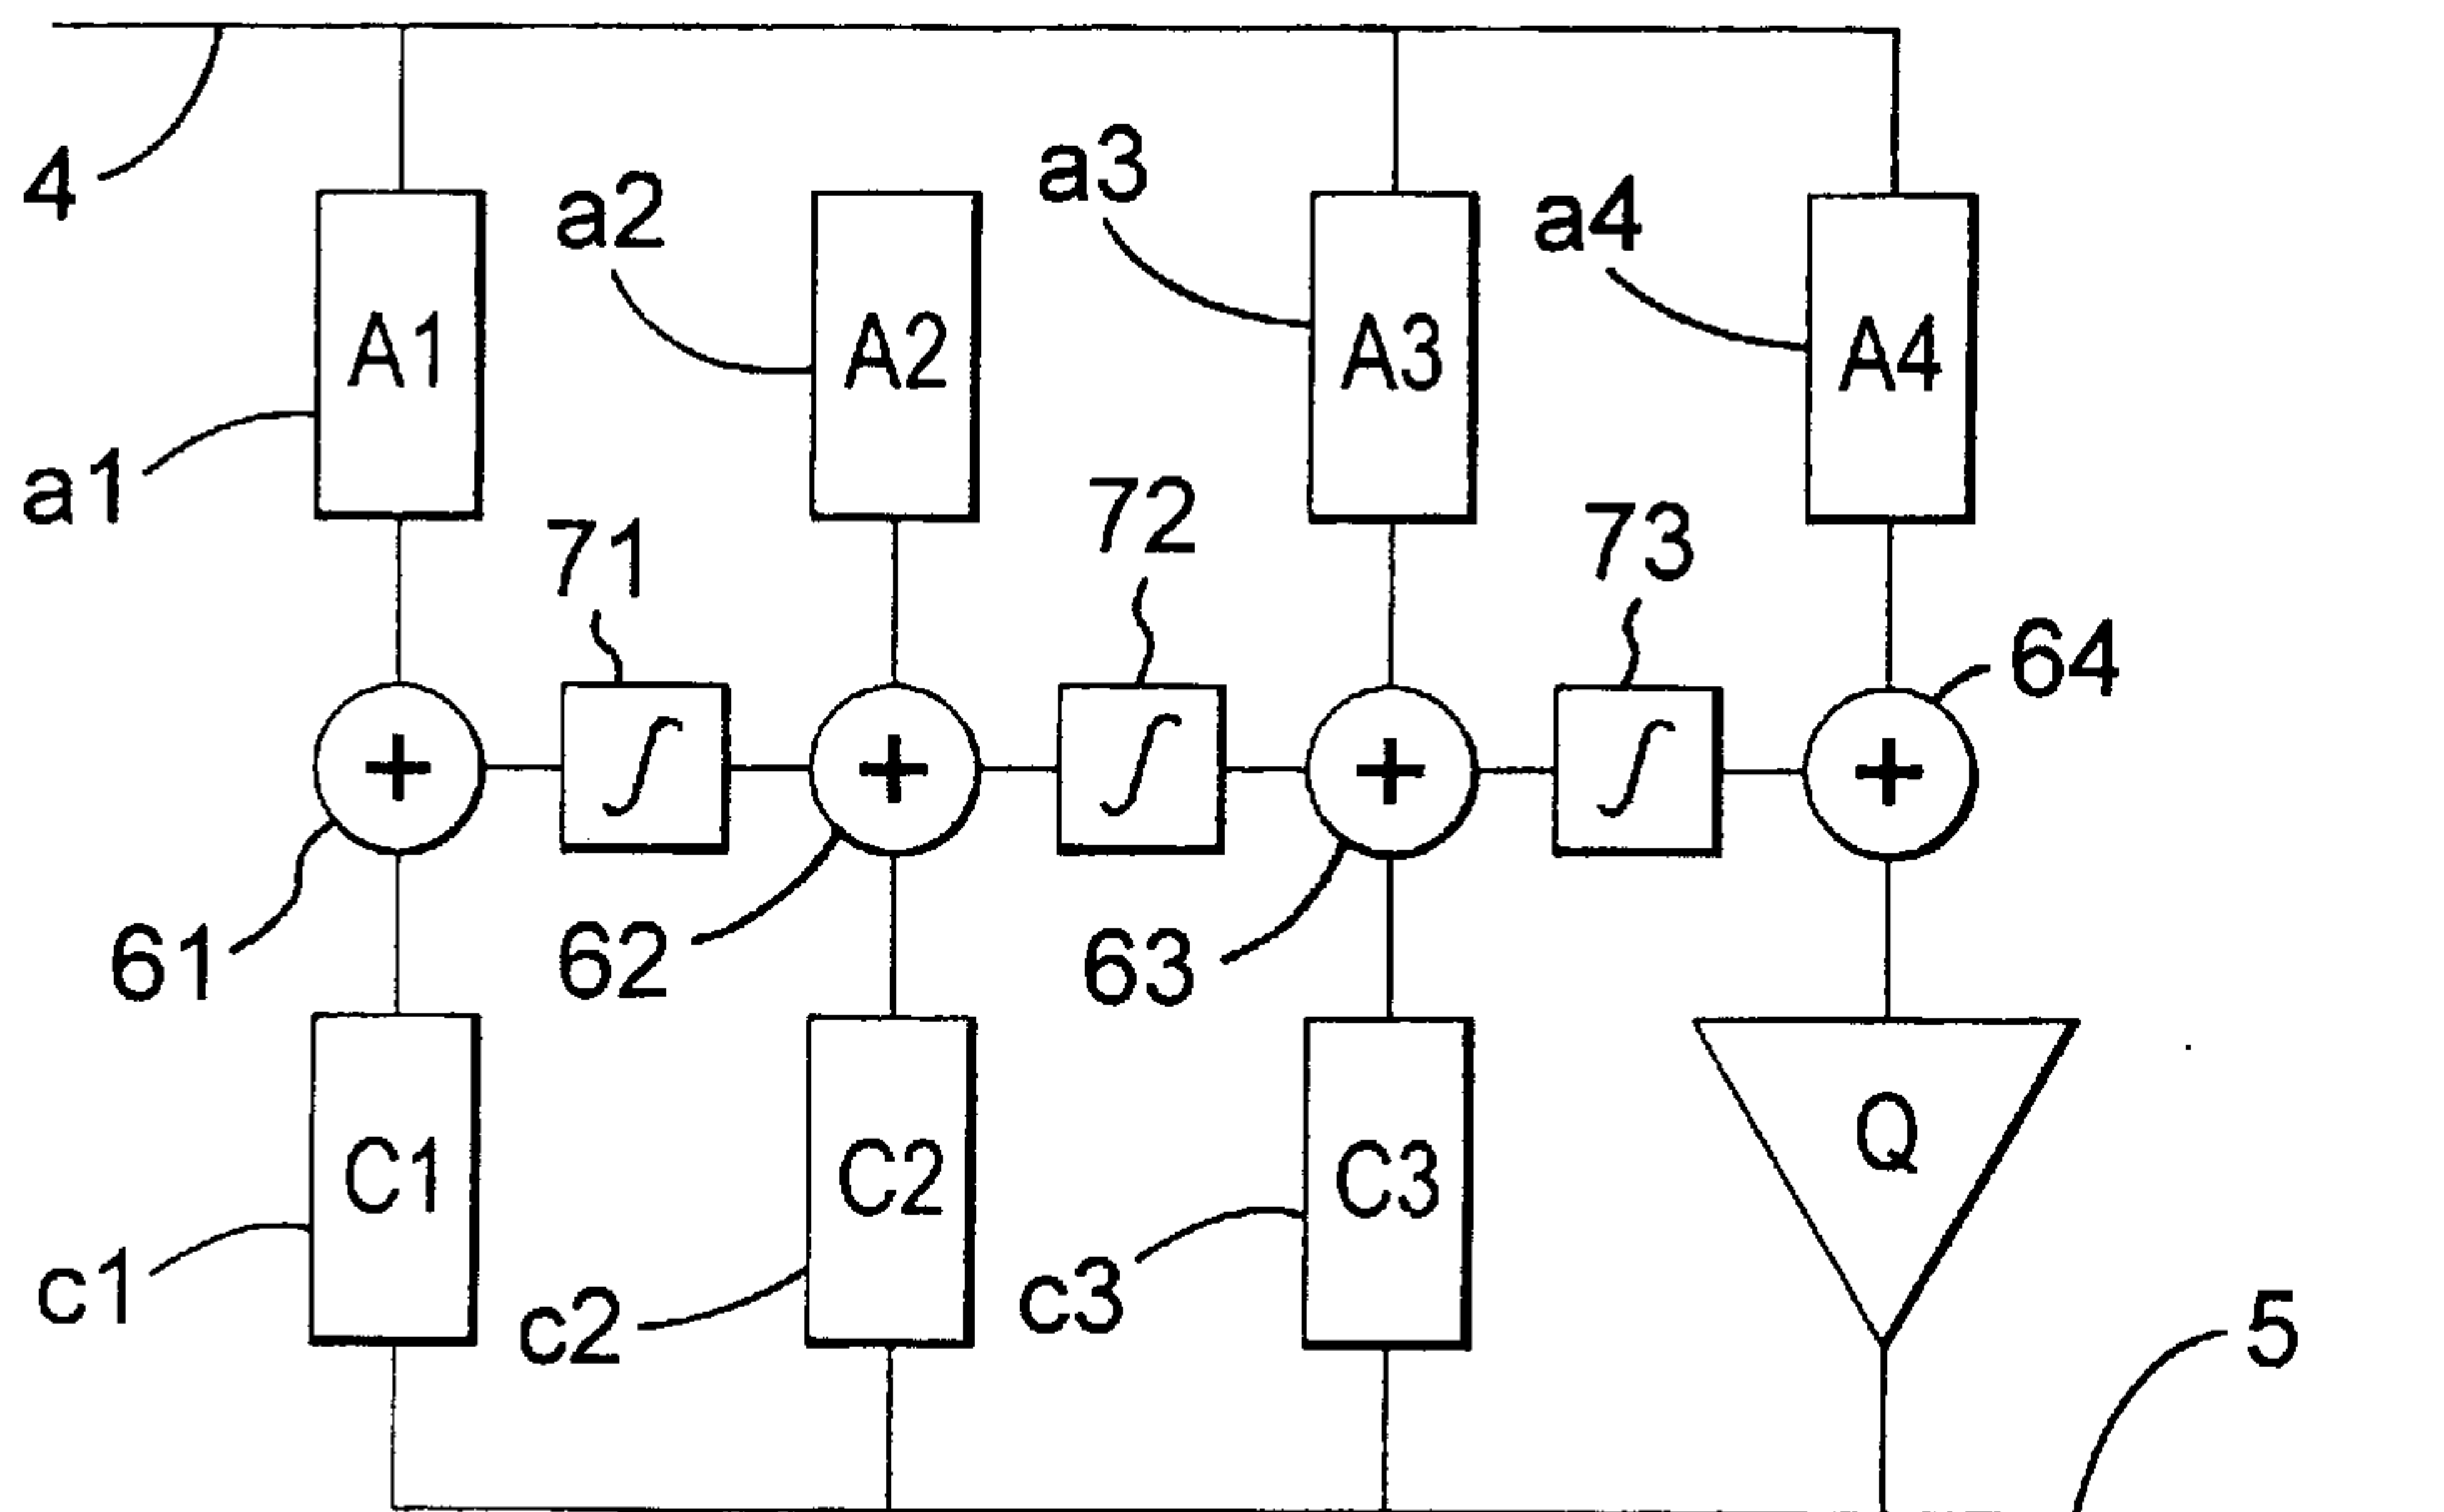 4
a1
A1
a2
A2
a3
A3
a4
A4
71
72
73
64
+
∫
+
∫
+
∫
+
61
62
63
C1
c1
C2
c2
C3
c3
Q
5